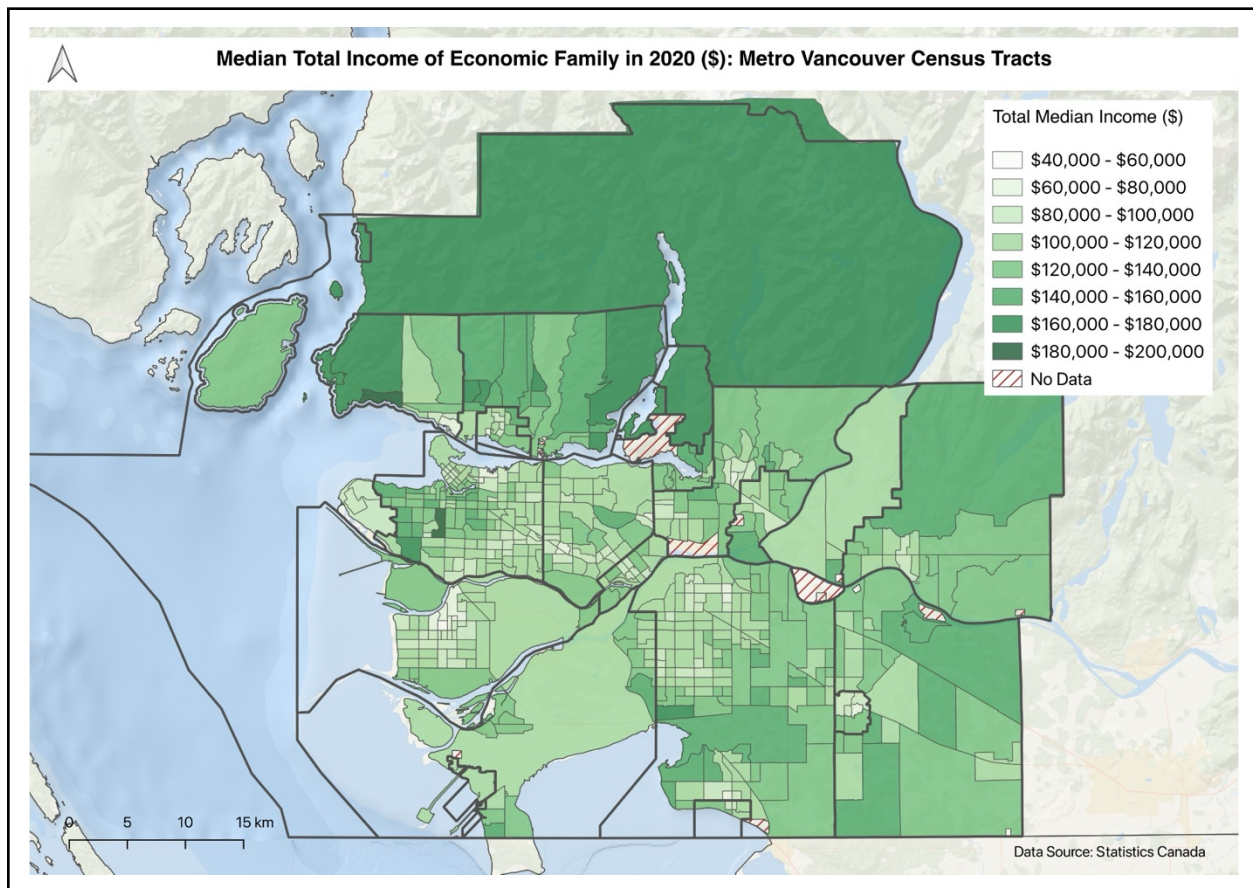 Median Total Income of Economic Family in 2020 ($): Metro Vancouver Census Tracts
Total Median Income ($)
$40,000 - $60,000
$60,000 - $80,000
$80,000 - $100,000
$100,000 - $120,000
$120,000 - $140,000
$140,000 - $160,000
$160,000 - $180,000
$180,000 - $200,000
No Data
0 5 10 15 km
Data Source: Statistics Canada